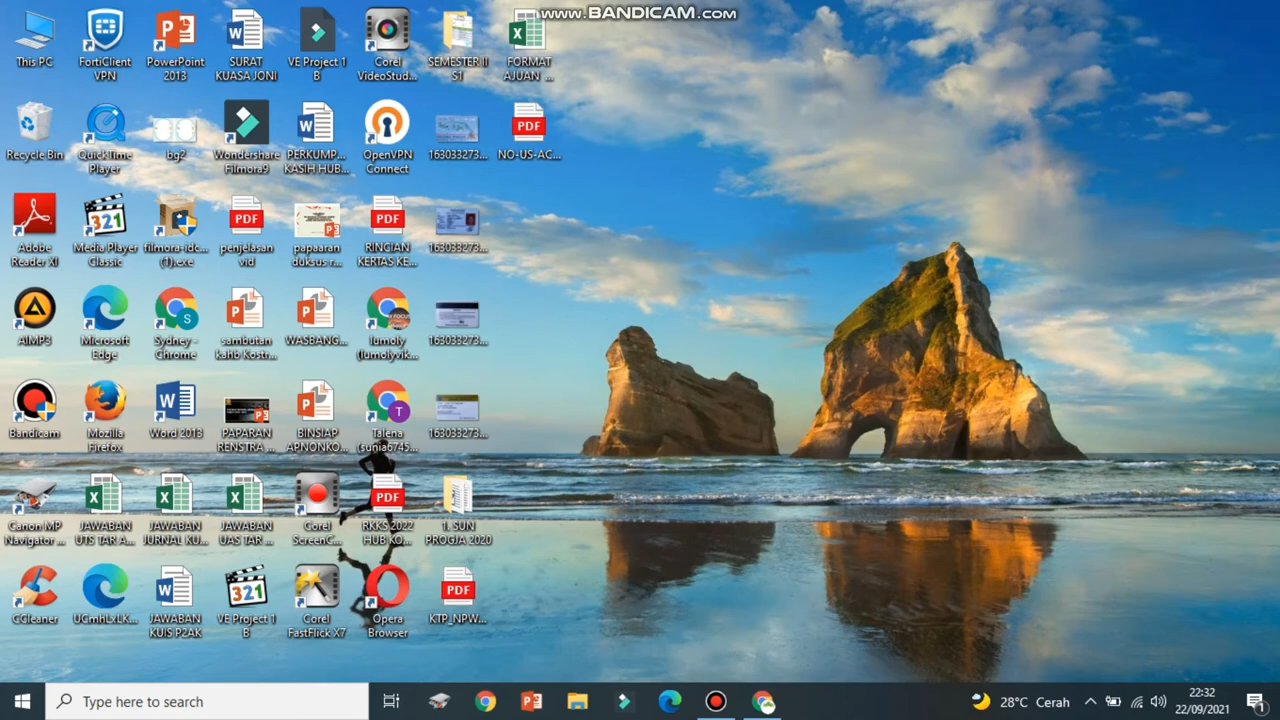 www.BANDICAM.com
This PC
FortiClient
VPN
PowerPoint
2013
SURAT
KUASA JONI
VE Project 1
B
Corel
VideoStud...
SEMESTER II
S1
FORMAT
AJUAN ...
Recycle Bin
QuickTime
Player
bg2
Wondershare
Filmora9
PERKUMP...
KASIH HUB...
OpenVPN
Connect
163033273...
NO-US-AC...
Adobe
Reader XI
Media Player
Classic
filmora-idc...
(1).exe
penjelasan
vid
papaaran
duksus r...
RINCIAN
KERTAS KE...
163033273...
AIMP3
Microsoft
Edge
Sydney -
Chrome
sambutan
kahb Kostr...
WASBANG...
lumoly
(lumolyvik...
163033273...
Bandicam
Mozilla
Firefox
Word 2013
PAPARAN
RENSTRA ...
BINSIAP
APNONKO...
Talena
(sunia6745...
163033273...
Canon MP
Navigator ...
JAWABAN
UTS TAR A...
JAWABAN
JURNAL KU...
JAWABAN
UAS TAR ...
Corel
ScreenC...
RKKS 2022
HUB KO...
1. SUN
PROGJA 2020
CCleaner
UCmhLxLK...
JAWABAN
KUIS P2AK
VE Project 1
B
Corel
FastFlick X7
Opera
Browser
KTP_NPW...
Type here to search
28°C Cerah
22:32
22/09/2021
1